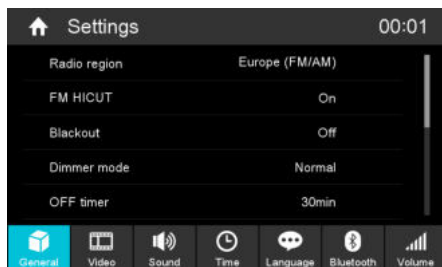 Settings 00:01
Radio region Europe (FM/AM)
FM HICUT On
Blackout Off
Dimmer mode Normal
OFF timer 30min
General Video Sound Time Language Bluetooth Volume